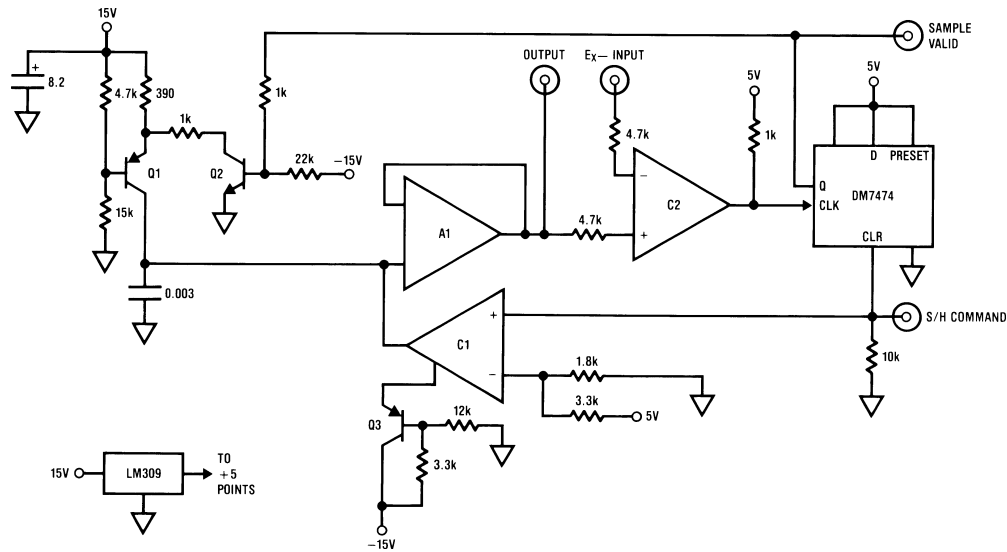 15V
SAMPLE
VALID
OUTPUT
EX– INPUT
5V
5V
+
8.2
4.7k
390
1k
1k
4.7k
1k
D
PRESET
Q1
Q2
22k
−15V
−
C2
Q
DM7474
CLK
15k
A1
4.7k
+
CLR
0.003
+
S/H COMMAND
C1
1.8k
10k
−
3.3k
5V
Q3
12k
3.3k
15V
LM309
TO
+5
POINTS
−15V